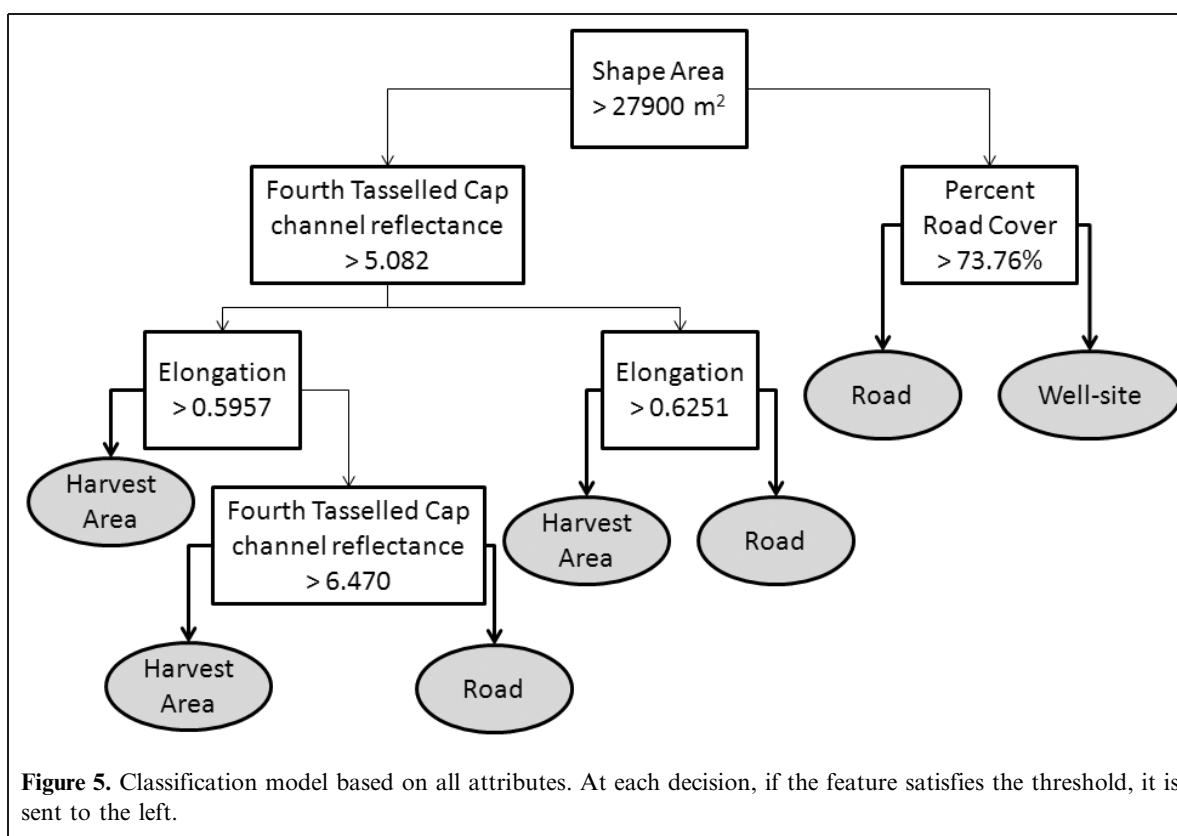 Shape Area
> 27900 m²
Fourth Tasselled Cap
channel reflectance
> 5.082
Percent
Road Cover
> 73.76%
Elongation
> 0.5957
Elongation
> 0.6251
Road
Well-site
Harvest
Area
Fourth Tasselled Cap
channel reflectance
> 6.470
Harvest
Area
Road
Harvest
Area
Road
Figure 5. Classification model based on all attributes. At each decision, if the feature satisfies the threshold, it is
sent to the left.